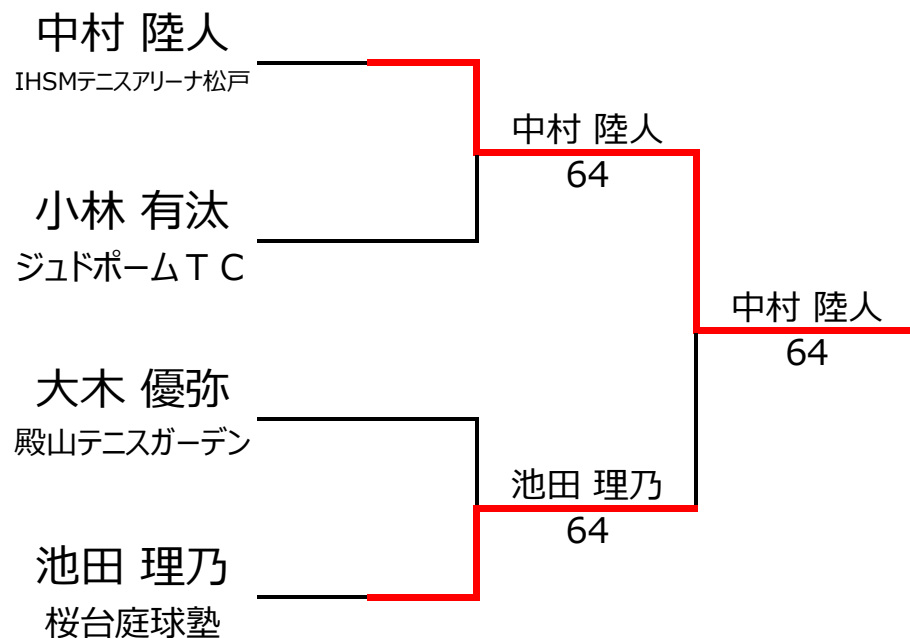 中村 陸人
IHSMテニスアリーナ松戸
中村 陸人
64
小林 有汰
ジュドポームＴＣ
中村 陸人
64
大木 優弥
殿山テニスガーデン
池田 理乃
64
池田 理乃
桜台庭球塾